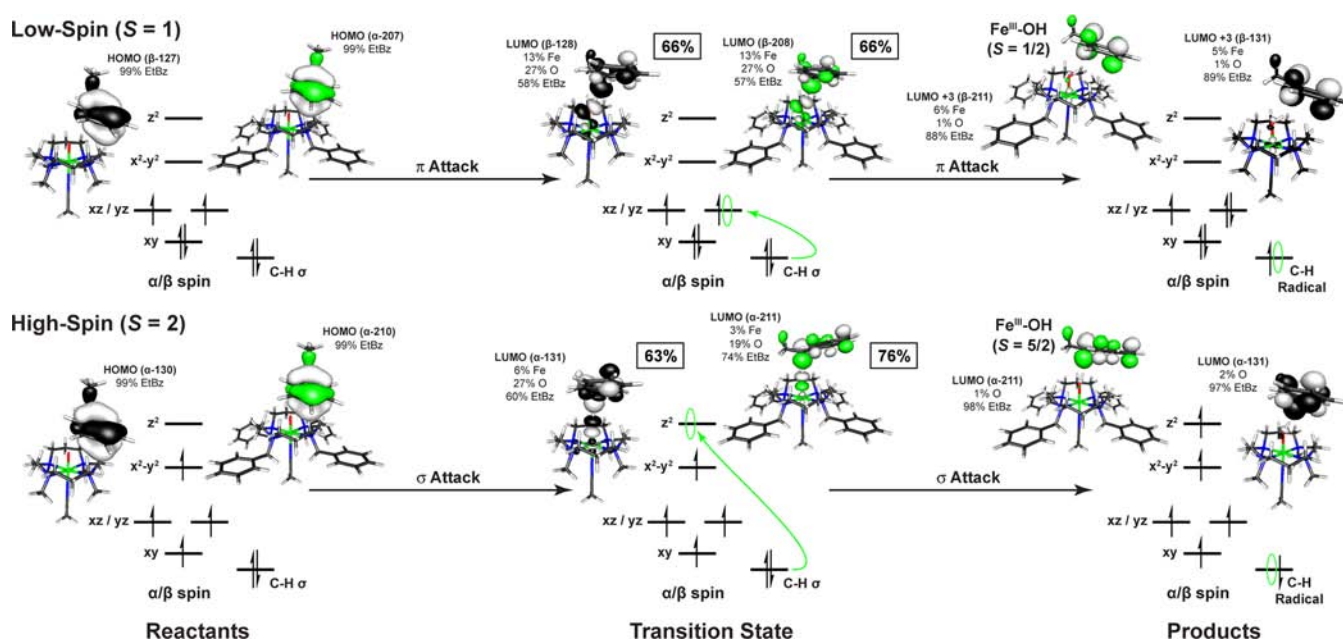 Low-Spin (S = 1)
HOMO (β-127)
99% EtBz
HOMO (α-207)
99% EtBz
z²
x²-y²
xz / yz
xy
α/β spin
C-H σ
π Attack
LUMO (β-128)
13% Fe
27% O
58% EtBz
66%
LUMO (β-208)
13% Fe
27% O
57% EtBz
66%
z²
x²-y²
xz / yz
xy
α/β spin
C-H σ
π Attack
Fe^III-OH
(S = 1/2)
LUMO +3 (β-211)
6% Fe
1% O
88% EtBz
LUMO +3 (β-131)
5% Fe
1% O
89% EtBz
z²
x²-y²
xz / yz
xy
α/β spin
C-H
Radical
High-Spin (S = 2)
HOMO (α-130)
99% EtBz
HOMO (α-210)
99% EtBz
z²
x²-y²
xz / yz
xy
α/β spin
C-H σ
σ Attack
LUMO (α-131)
6% Fe
27% O
60% EtBz
63%
LUMO (α-211)
3% Fe
19% O
74% EtBz
76%
z²
x²-y²
xz / yz
xy
α/β spin
C-H σ
σ Attack
Fe^III-OH
(S = 5/2)
LUMO (α-211)
1% O
98% EtBz
LUMO (α-131)
2% O
97% EtBz
z²
x²-y²
xz / yz
xy
α/β spin
C-H
Radical
Reactants
Transition State
Products